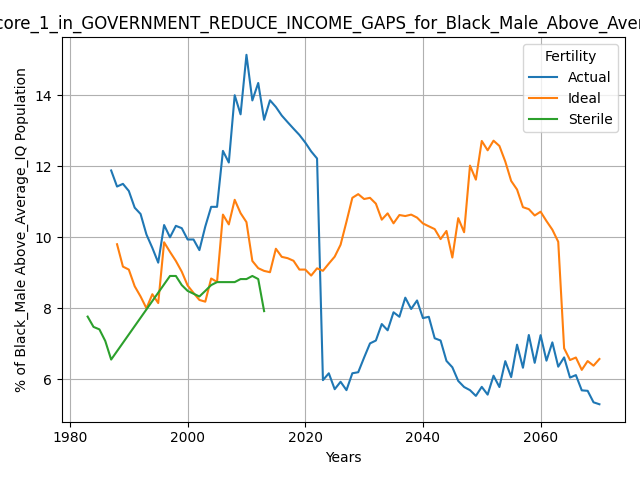 core_1_in_GOVERNMENT_REDUCE_INCOME_GAPS_for_Black_Male_Above_Aver
Fertility
Actual
Ideal
Sterile
% of Black_Male Above_Average_IQ Population
14
12
10
8
6
1980
2000
2020
2040
2060
Years